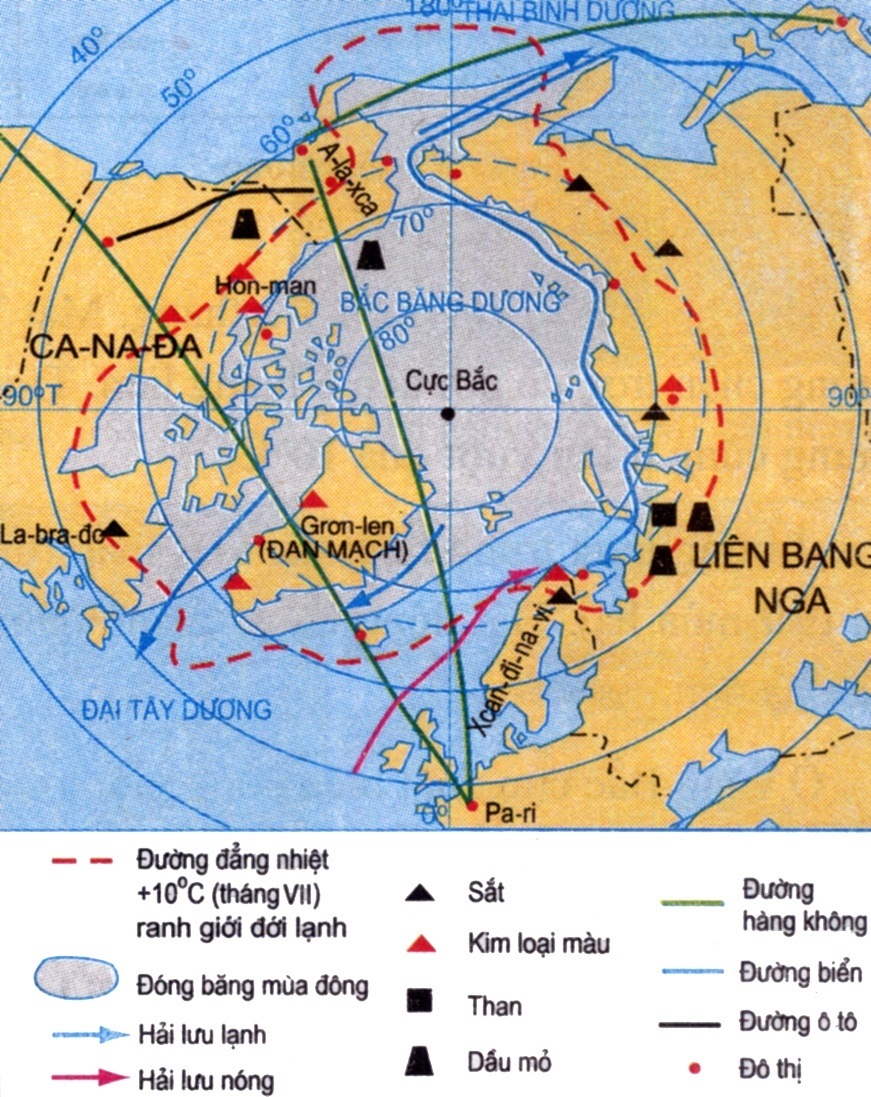 180° THÁI BÌNH DƯƠNG
40°
50°
60°
A-la-xca
70°
Hon-man
BẮC BĂNG DƯƠNG
80°
CA-NA-ĐA
Cực Bắc
90°T
90°
La-bra-đo
Grơn-len
(ĐAN MẠCH)
LIÊN BANG
NGA
Xcan-đi-na-vi
ĐẠI TÂY DƯƠNG
0°
Pa-ri
Đường đẳng nhiệt
+10°C (tháng VII)
ranh giới đới lạnh
Đóng băng mùa đông
Hải lưu lạnh
Hải lưu nóng
Sắt
Kim loại màu
Than
Dầu mỏ
Đường
hàng không
Đường biển
Đường ô tô
Đô thị